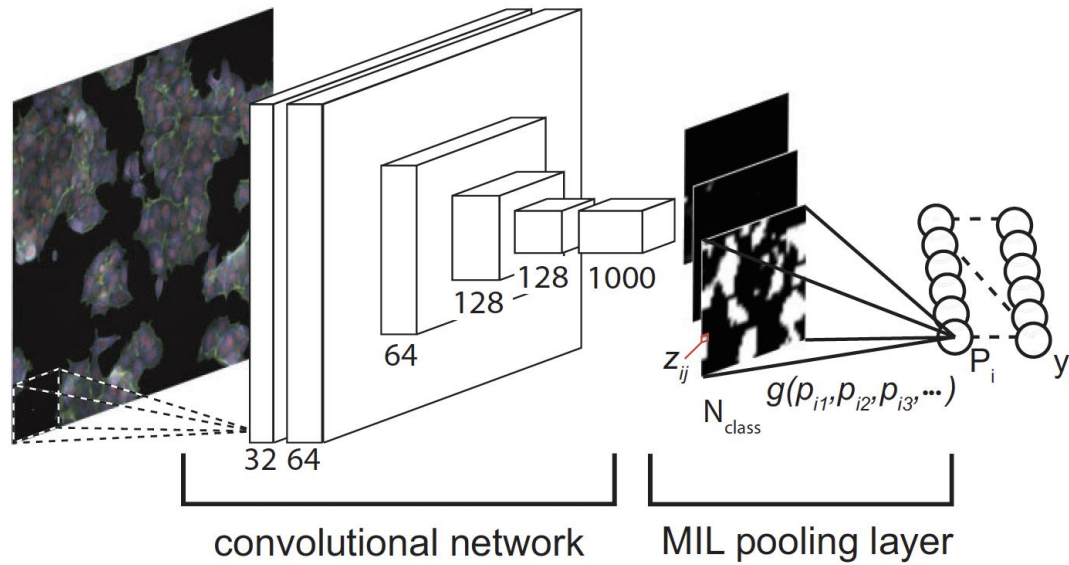 32 64
64
128
128 1000
z_ij
N_class
g(p_i1,p_i2,p_i3,...)
P_i
y
convolutional network
MIL pooling layer